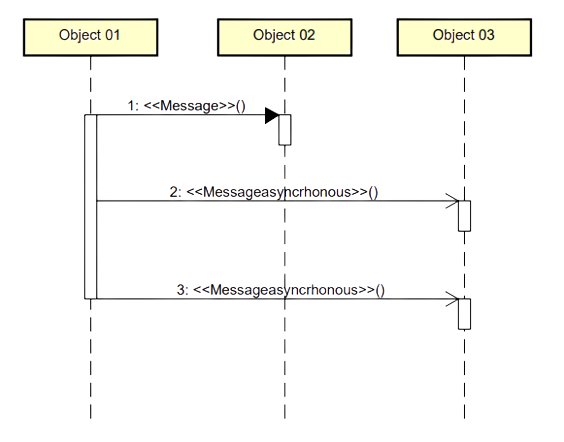 Object 01
Object 02
Object 03
1: <<Message>>()
2: <<Messageasyncrhonous>>()
3: <<Messageasyncrhonous>>()